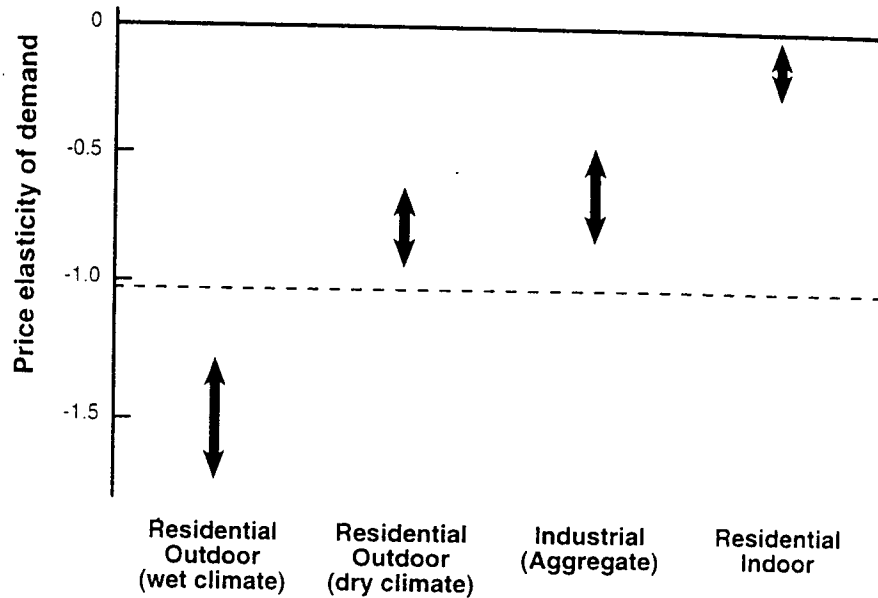 Price elasticity of demand
0
-0.5
-1.0
-1.5
Residential
Outdoor
(wet climate)
Residential
Outdoor
(dry climate)
Industrial
(Aggregate)
Residential
Indoor